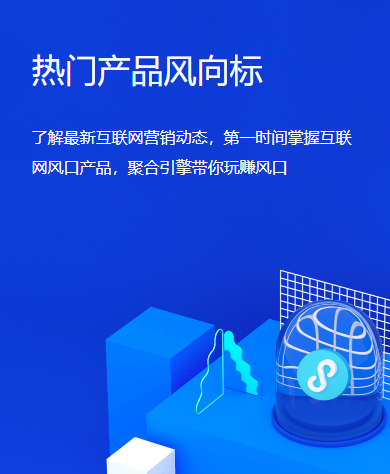 热门产品风向标
了解最新互联网营销动态，第一时间掌握互联
网风口产品，聚合引擎带你玩赚风口